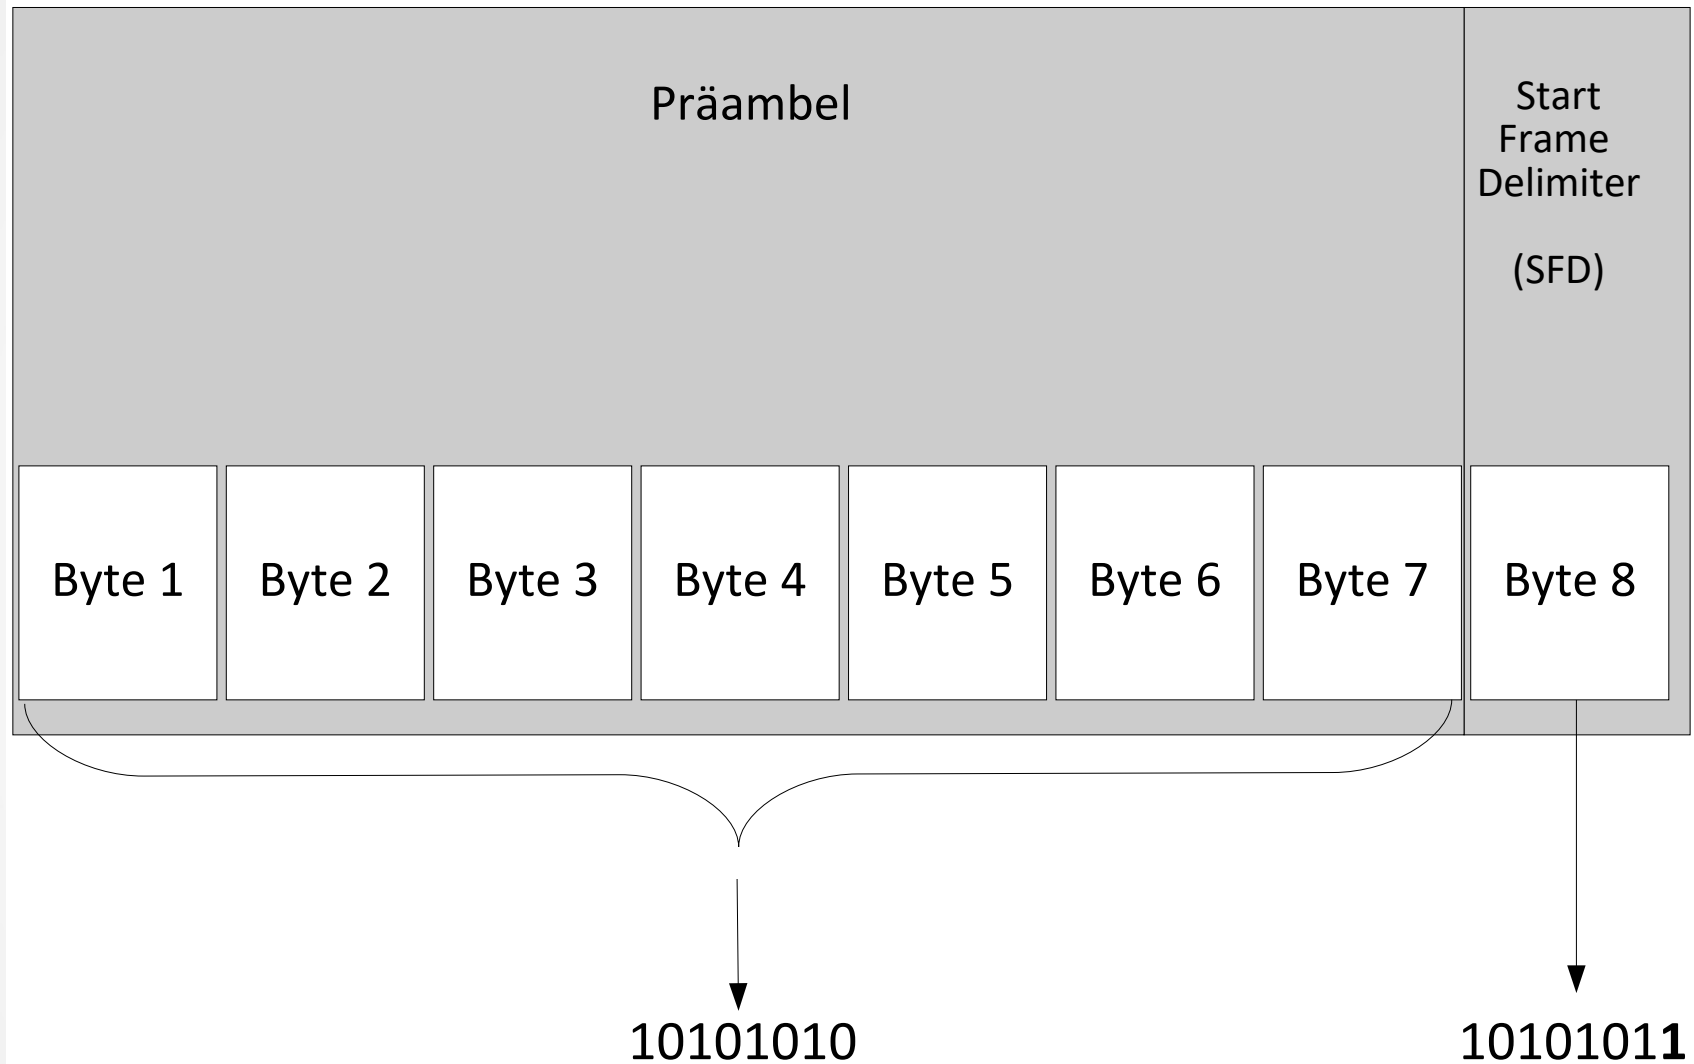 Präambel
Start
Frame
Delimiter
(SFD)
Byte 1
Byte 2
Byte 3
Byte 4
Byte 5
Byte 6
Byte 7
Byte 8
10101010
10101011